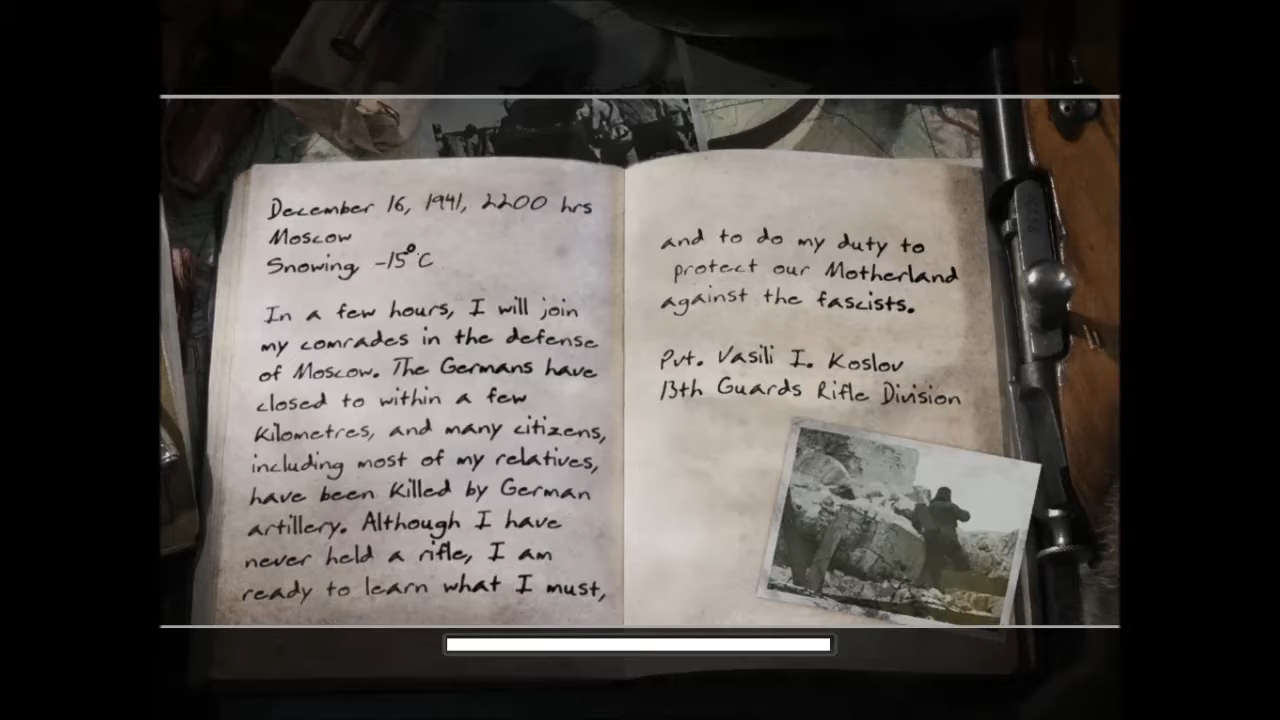 December 16, 1941, 2200 hrs
Moscow
Snowing, -15°C
In a few hours, I will join
my comrades in the defense
of Moscow. The Germans have
closed to within a few
kilometres, and many citizens,
including most of my relatives,
have been killed by German
artillery. Although I have
never held a rifle, I am
ready to learn what I must,
and to do my duty to
protect our Motherland
against the fascists.
Pvt. Vasili I. Koslov
13th Guards Rifle Division